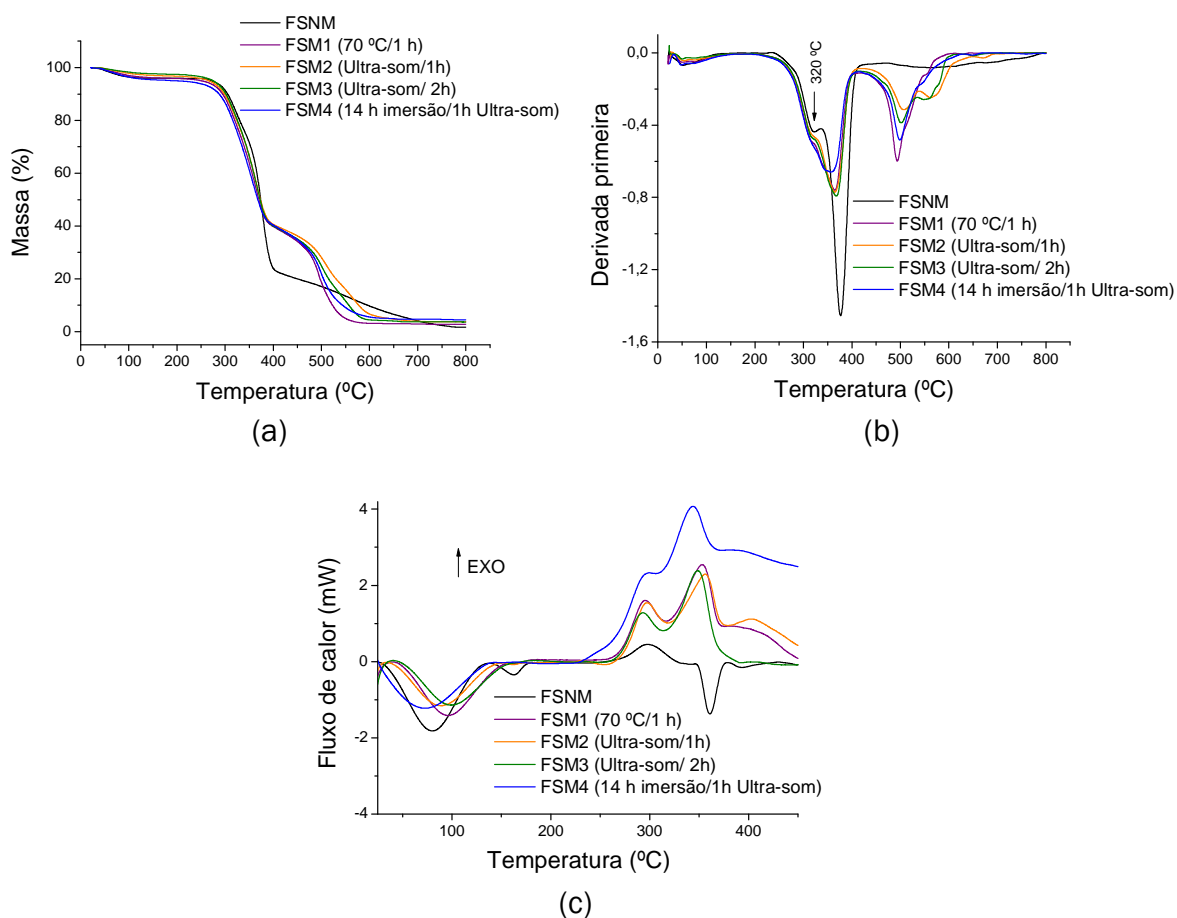 FSNM
FSM1 (70 ºC/1 h)
FSM2 (Ultra-som/1h)
FSM3 (Ultra-som/ 2h)
FSM4 (14 h imersão/1h Ultra-som)
100
80
60
40
20
0
Massa (%)
0 100 200 300 400 500 600 700 800
Temperatura (ºC)
(a)
0,0
-0.4
-0.8
-1.2
-1.6
Derivada primeira
320 ºC
FSNM
FSM1 (70 ºC/1 h)
FSM2 (Ultra-som/1h)
FSM3 (Ultra-som/ 2h)
FSM4 (14 h imersão/1h Ultra-som)
0 100 200 300 400 500 600 700 800
Temperatura (ºC)
(b)
4
2
0
-2
-4
Fluxo de calor (mW)
EXO
FSNM
FSM1 (70 ºC/1 h)
FSM2 (Ultra-som/1h)
FSM3 (Ultra-som/ 2h)
FSM4 (14 h imersão/1h Ultra-som)
100 200 300 400
Temperatura (ºC)
(c)